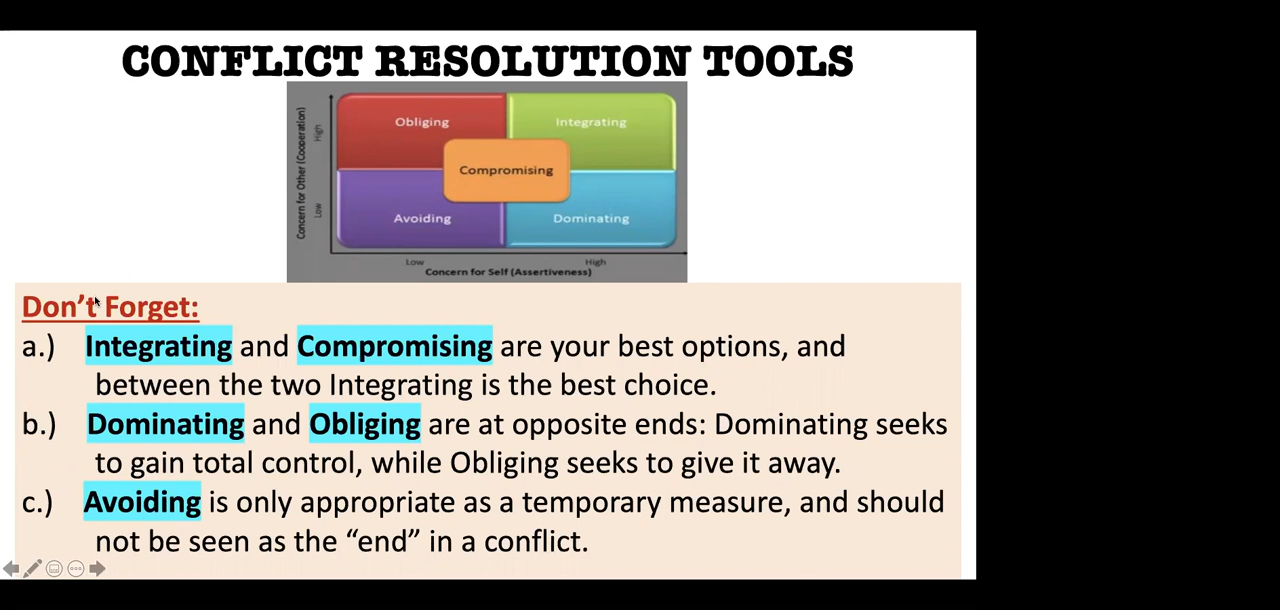 CONFLICT RESOLUTION TOOLS
Concern for Other (Cooperation)
High
Low
Obliging
Integrating
Compromising
Avoiding
Dominating
Low
High
Concern for Self (Assertiveness)
Don't Forget:
a.) Integrating and Compromising are your best options, and
between the two Integrating is the best choice.
b.) Dominating and Obliging are at opposite ends: Dominating seeks
to gain total control, while Obliging seeks to give it away.
c.) Avoiding is only appropriate as a temporary measure, and should
not be seen as the “end” in a conflict.